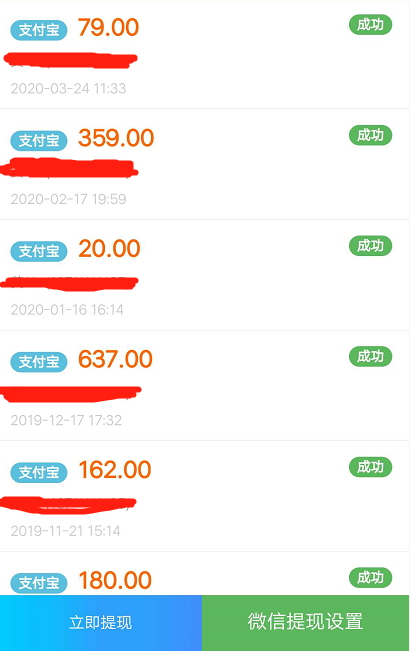 支付宝 79.00 成功
2020-03-24 11:33
支付宝 359.00 成功
2020-02-17 19:59
支付宝 20.00 成功
2020-01-16 16:14
支付宝 637.00 成功
2019-12-17 17:32
支付宝 162.00 成功
2019-11-21 15:14
支付宝 180.00 成功
立即提现 微信提现设置